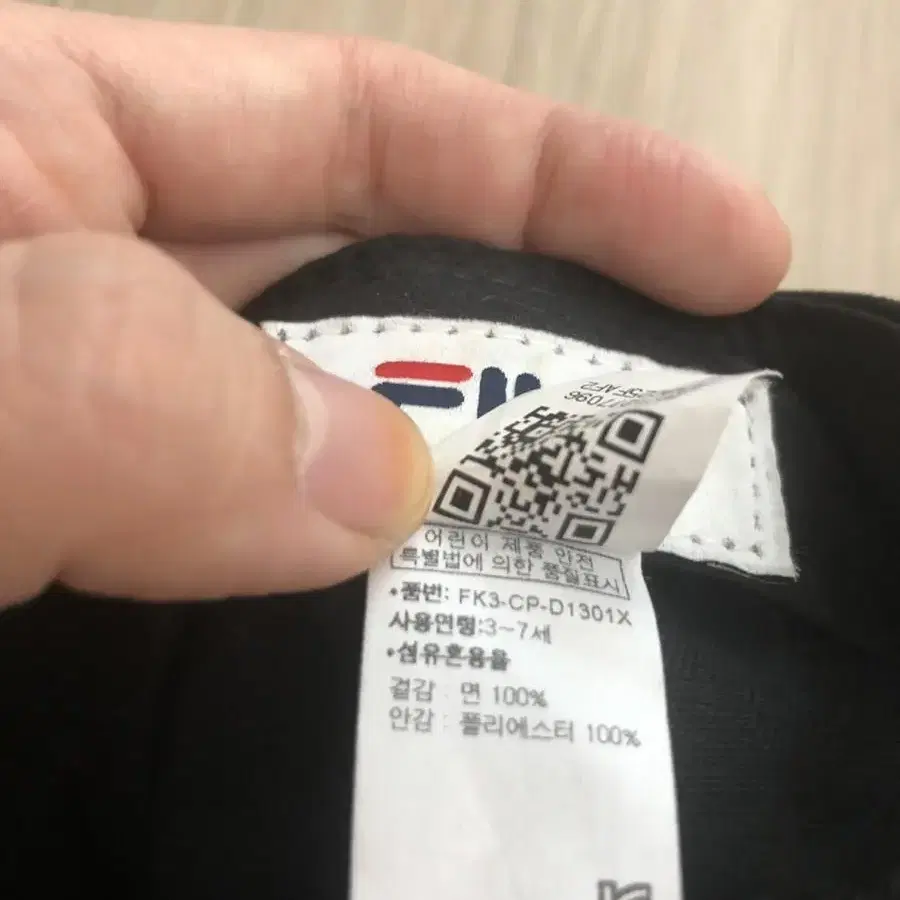 어린이 제품 안전
특별법에 의한 품질표시
•품번: FK3-CP-D1301X
사용연령:3~7세
•섬유혼용율
겉감 : 면 100%
안감 : 폴리에스터 100%